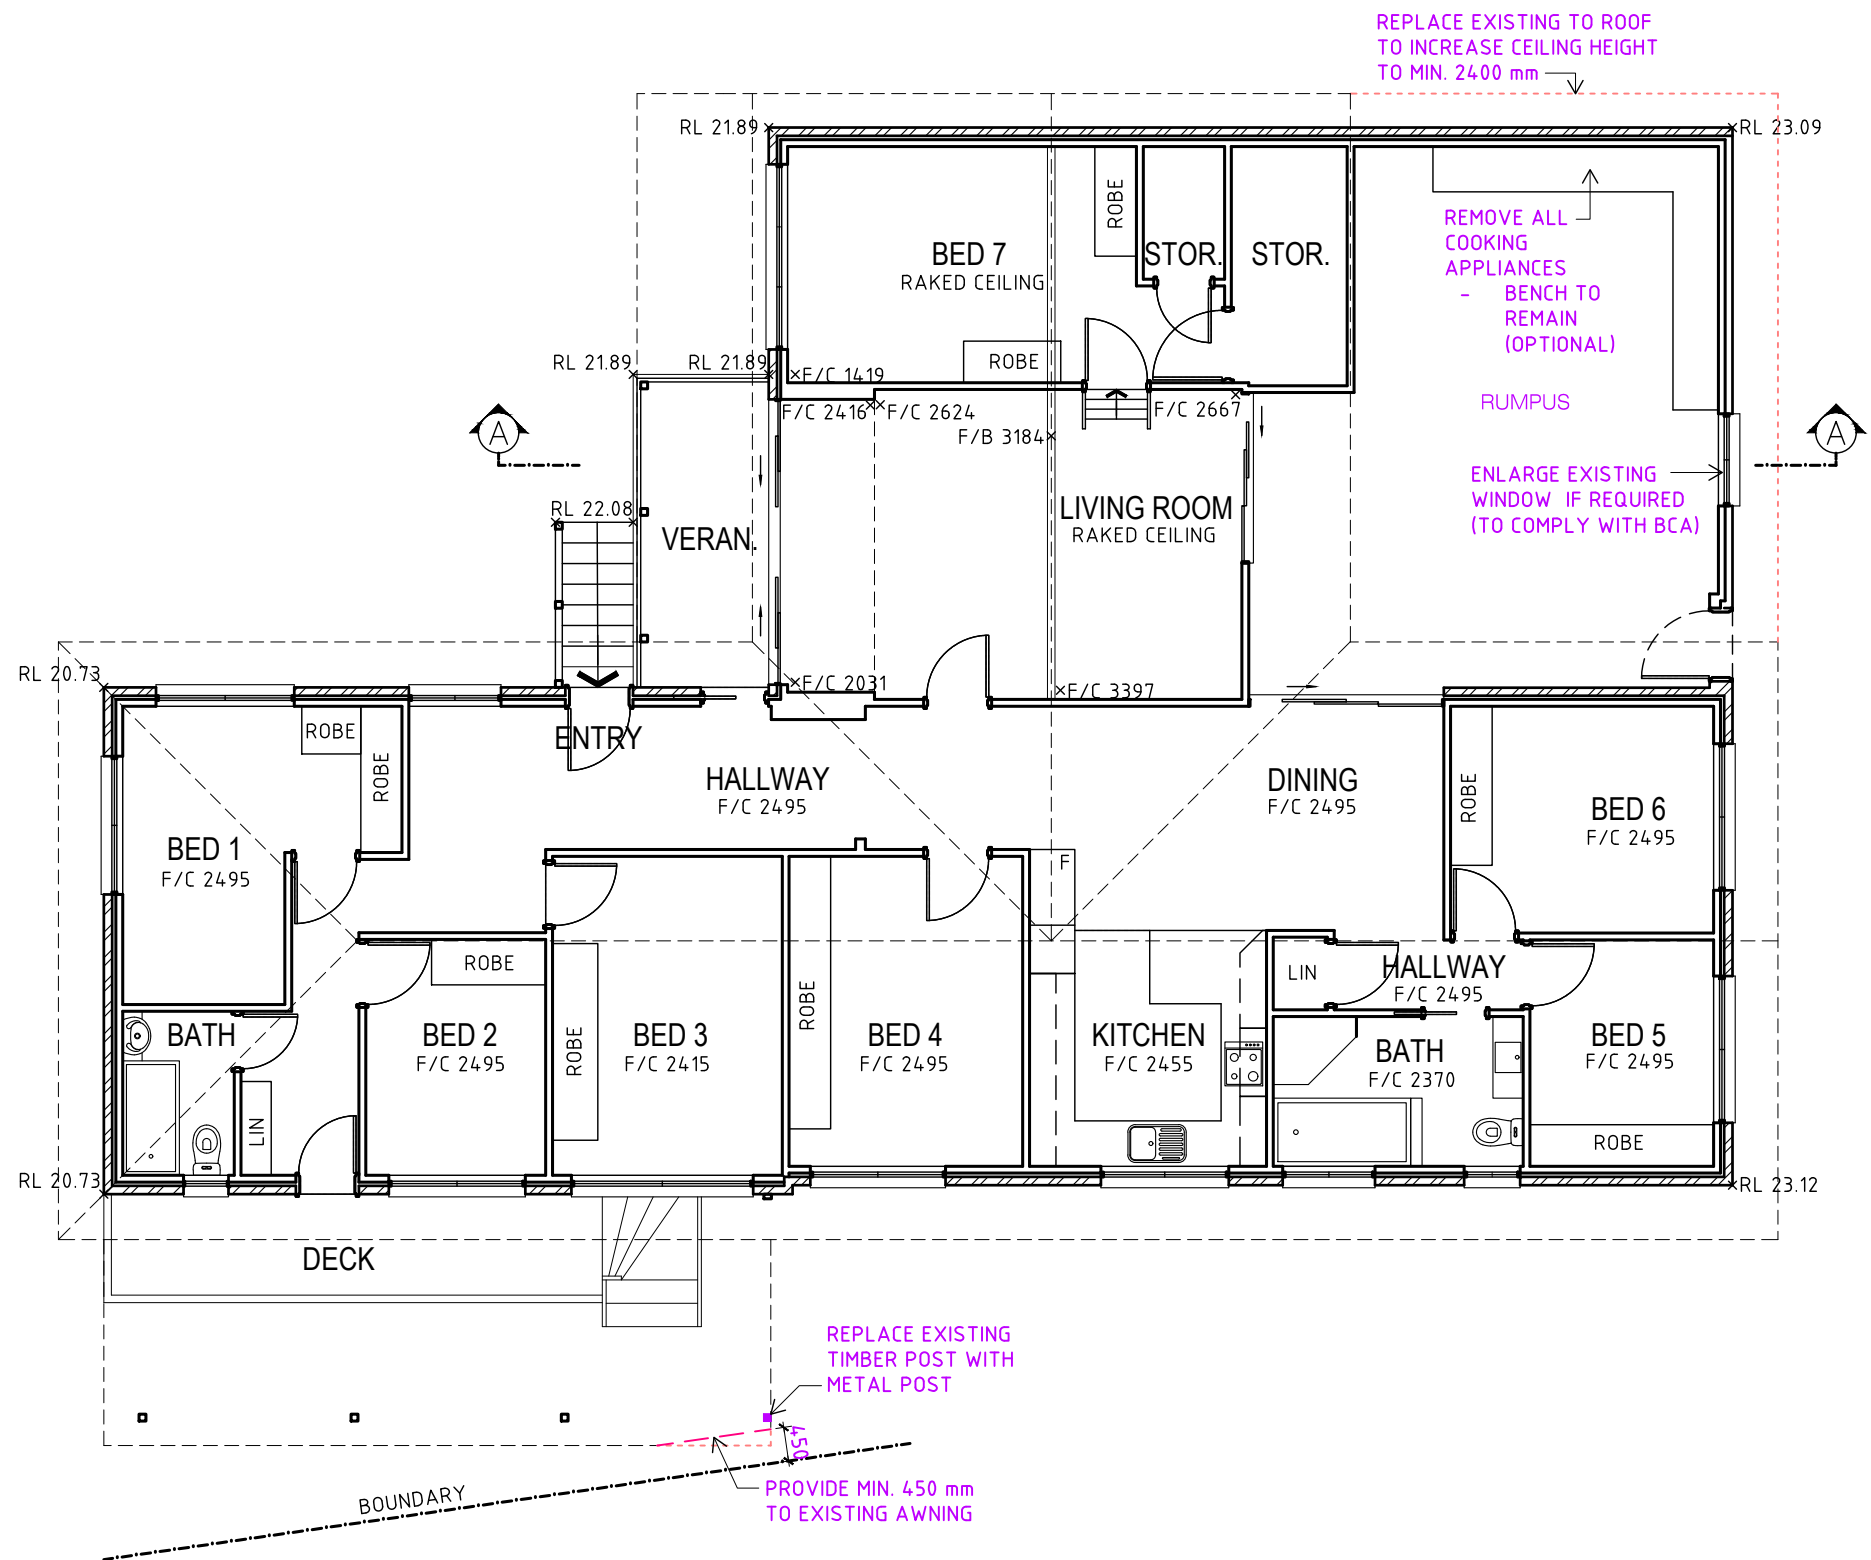 REPLACE EXISTING TO ROOF
TO INCREASE CEILING HEIGHT
TO MIN. 2400 mm
RL 21.89
RL 23.09
ROBE
REMOVE ALL
COOKING
APPLIANCES
- BENCH TO
REMAIN
(OPTIONAL)
BED 7
RAKED CEILING
STOR.
STOR.
ROBE
RL 21.89
RL 21.89
F/C 1419
F/C 2416
F/C 2624
F/C 2667
F/B 3184
RUMPUS
A
A
ENLARGE EXISTING
WINDOW IF REQUIRED
(TO COMPLY WITH BCA)
RL 22.08
VERAN.
LIVING ROOM
RAKED CEILING
RL 20.73
F/C 2031
F/C 3397
ROBE
ROBE
ENTRY
HALLWAY
F/C 2495
DINING
F/C 2495
ROBE
BED 6
F/C 2495
BED 1
F/C 2495
F
ROBE
LIN
HALLWAY
F/C 2495
BATH
BED 2
F/C 2495
ROBE
BED 3
F/C 2415
ROBE
BED 4
F/C 2495
KITCHEN
F/C 2455
BATH
F/C 2370
BED 5
F/C 2495
LIN
ROBE
RL 20.73
RL 23.12
DECK
REPLACE EXISTING
TIMBER POST WITH
METAL POST
450
BOUNDARY
PROVIDE MIN. 450 mm
TO EXISTING AWNING